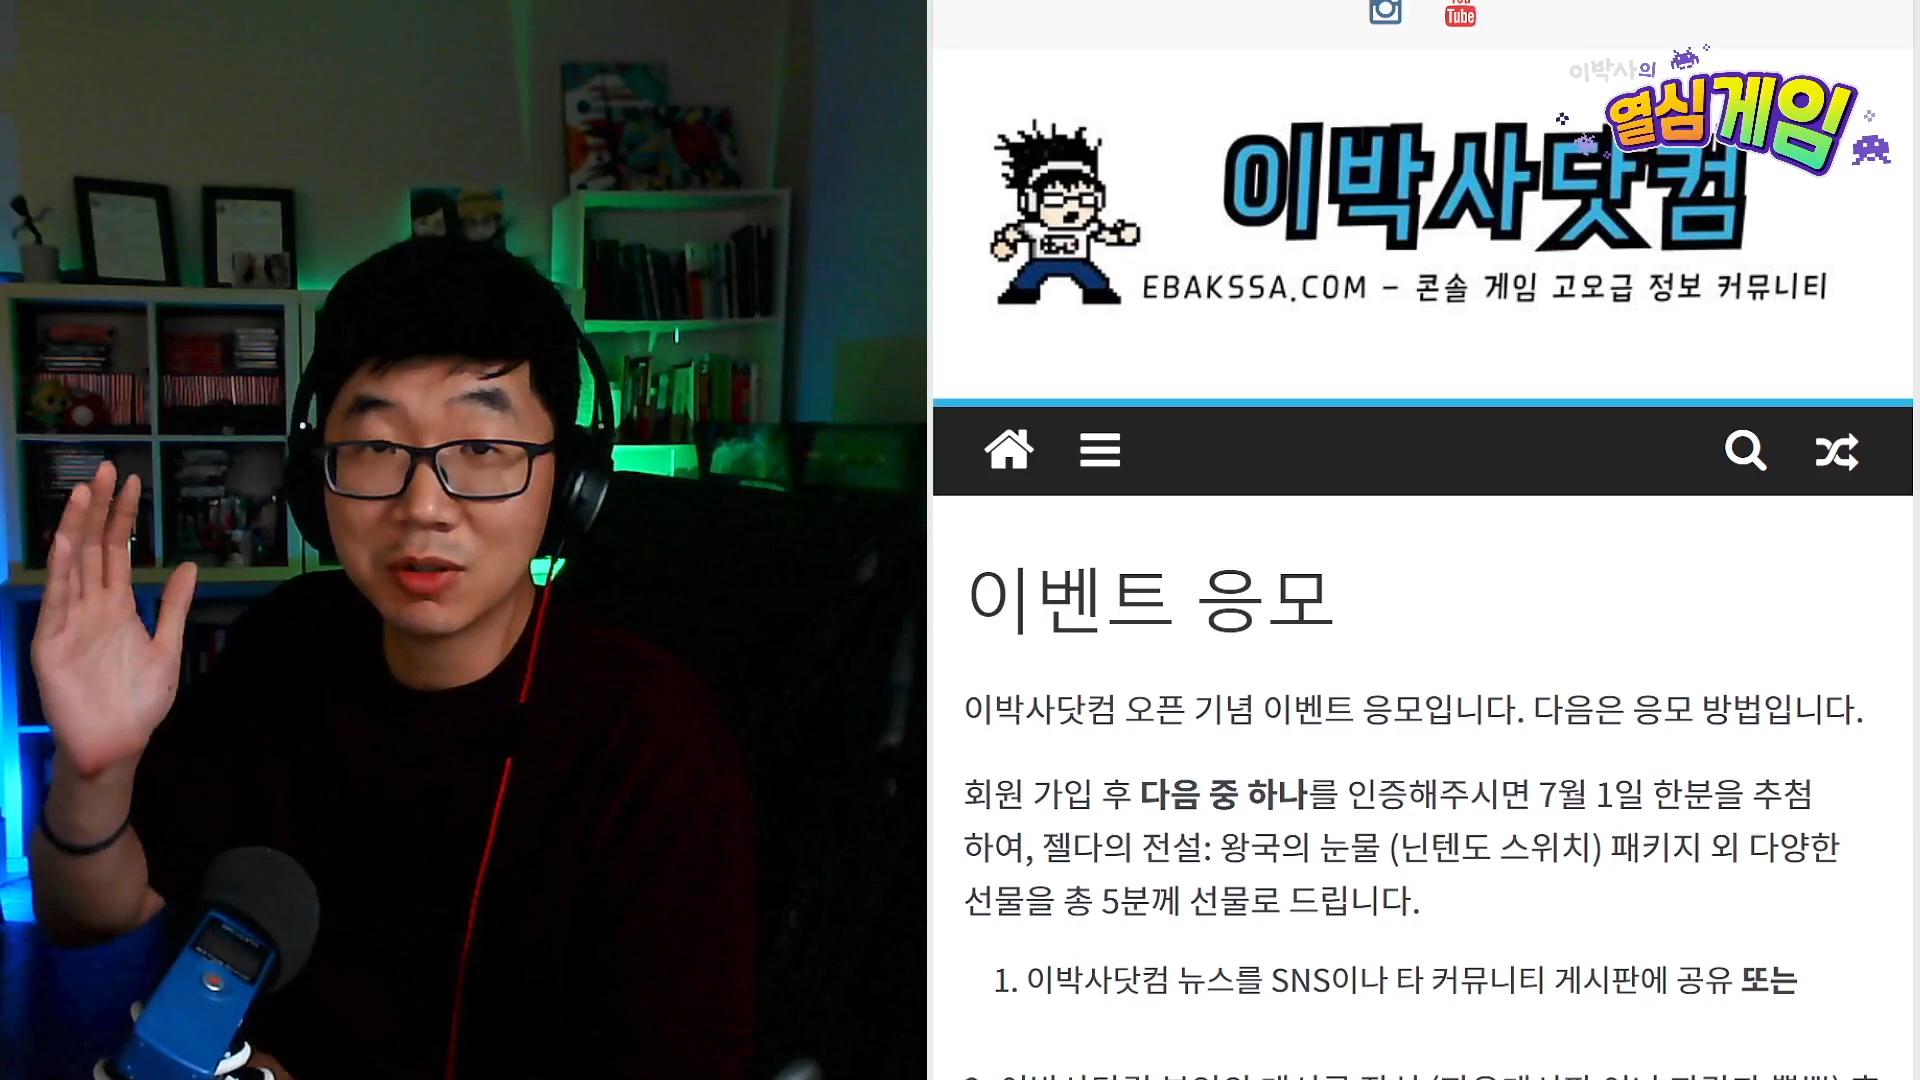 You
Tube
이박사의
열심게임
이박사닷컴
EBAKSSA.COM - 콘솔 게임 고오급 정보 커뮤니티
이벤트 응모
이박사닷컴 오픈 기념 이벤트 응모입니다. 다음은 응모 방법입니다.
회원 가입 후 다음 중 하나를 인증해주시면 7월 1일 한분을 추첨
하여, 젤다의 전설: 왕국의 눈물 (닌텐도 스위치) 패키지 외 다양한
선물을 총 5분께 선물로 드립니다.
1. 이박사닷컴 뉴스를 SNS이나 타 커뮤니티 게시판에 공유 또는